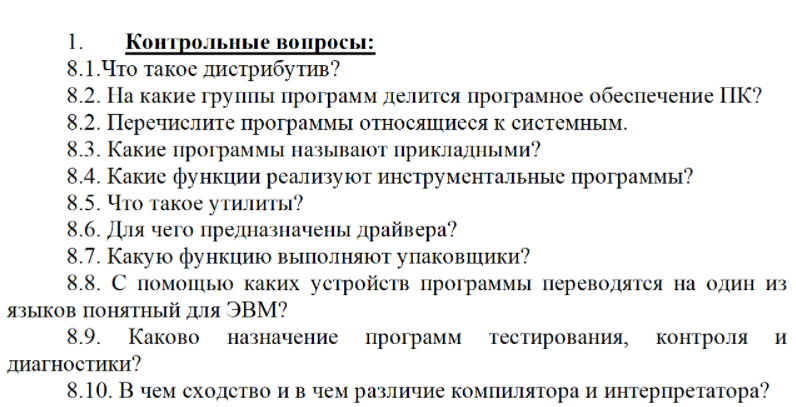 1. Контрольные вопросы:
8.1.Что такое дистрибутив?
8.2. На какие группы программ делится програмное обеспечение ПК?
8.2. Перечислите программы относящиеся к системным.
8.3. Какие программы называют прикладными?
8.4. Какие функции реализуют инструментальные программы?
8.5. Что такое утилиты?
8.6. Для чего предназначены драйвера?
8.7. Какую функцию выполняют упаковщики?
8.8. С помощью каких устройств программы переводятся на один из
языков понятный для ЭВМ?
8.9. Каково назначение программ тестирования, контроля и
диагностики?
8.10. В чем сходство и в чем различие компилятора и интерпретатора?